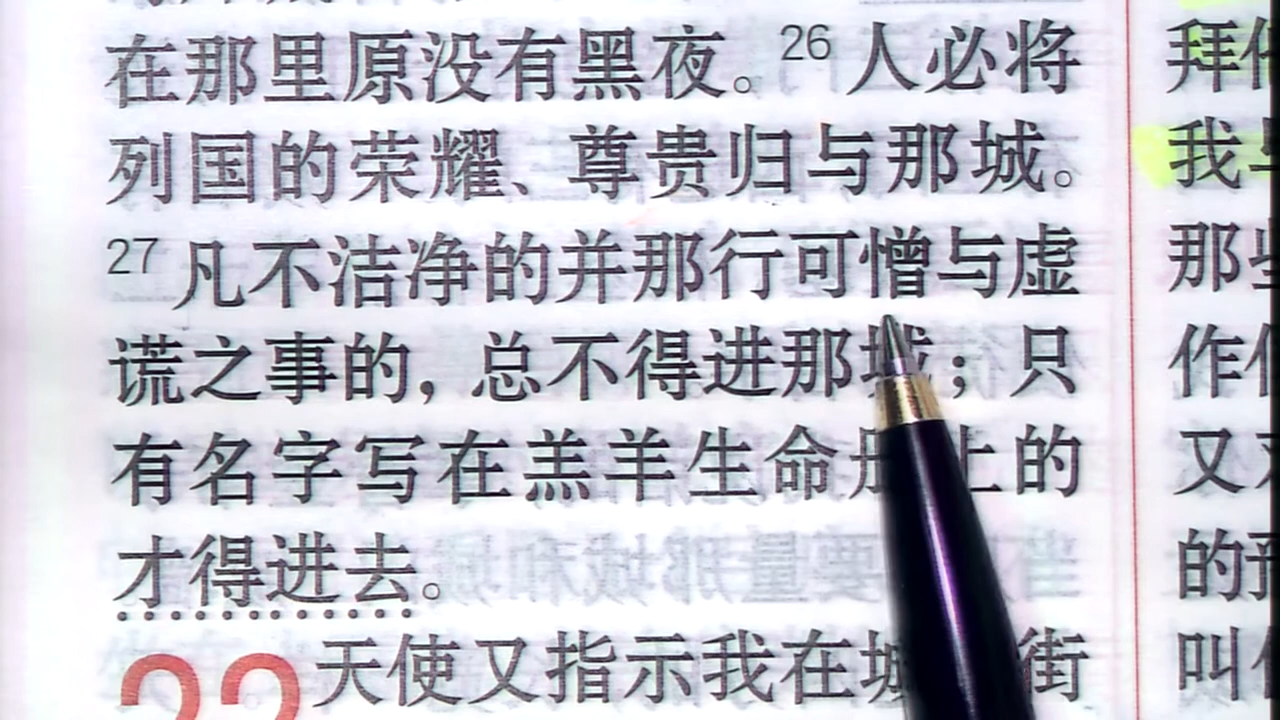 在那里原没有黑夜。26 人必将
列国的荣耀、尊贵归与那城。
27 凡不洁净的并那行可憎与虚
谎之事的，总不得进那城；只
有名字写在羔羊生命册上的
才得进去。
22 天使又指示我在城 街
拜
我
那些
作
又
的
叫